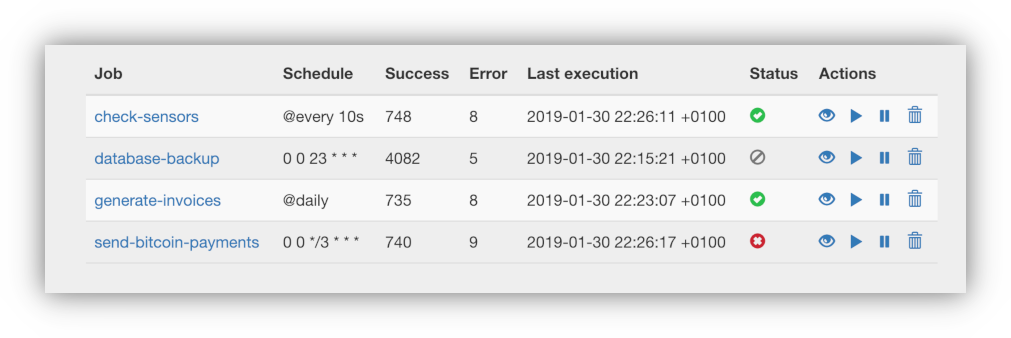 Job Schedule Success Error Last execution Status Actions
check-sensors @every 10s 748 8 2019-01-30 22:26:11 +0100
database-backup 0 0 23 * * * 4082 5 2019-01-30 22:15:21 +0100
generate-invoices @daily 735 8 2019-01-30 22:23:07 +0100
send-bitcoin-payments 0 0 */3 * * * 740 9 2019-01-30 22:26:17 +0100